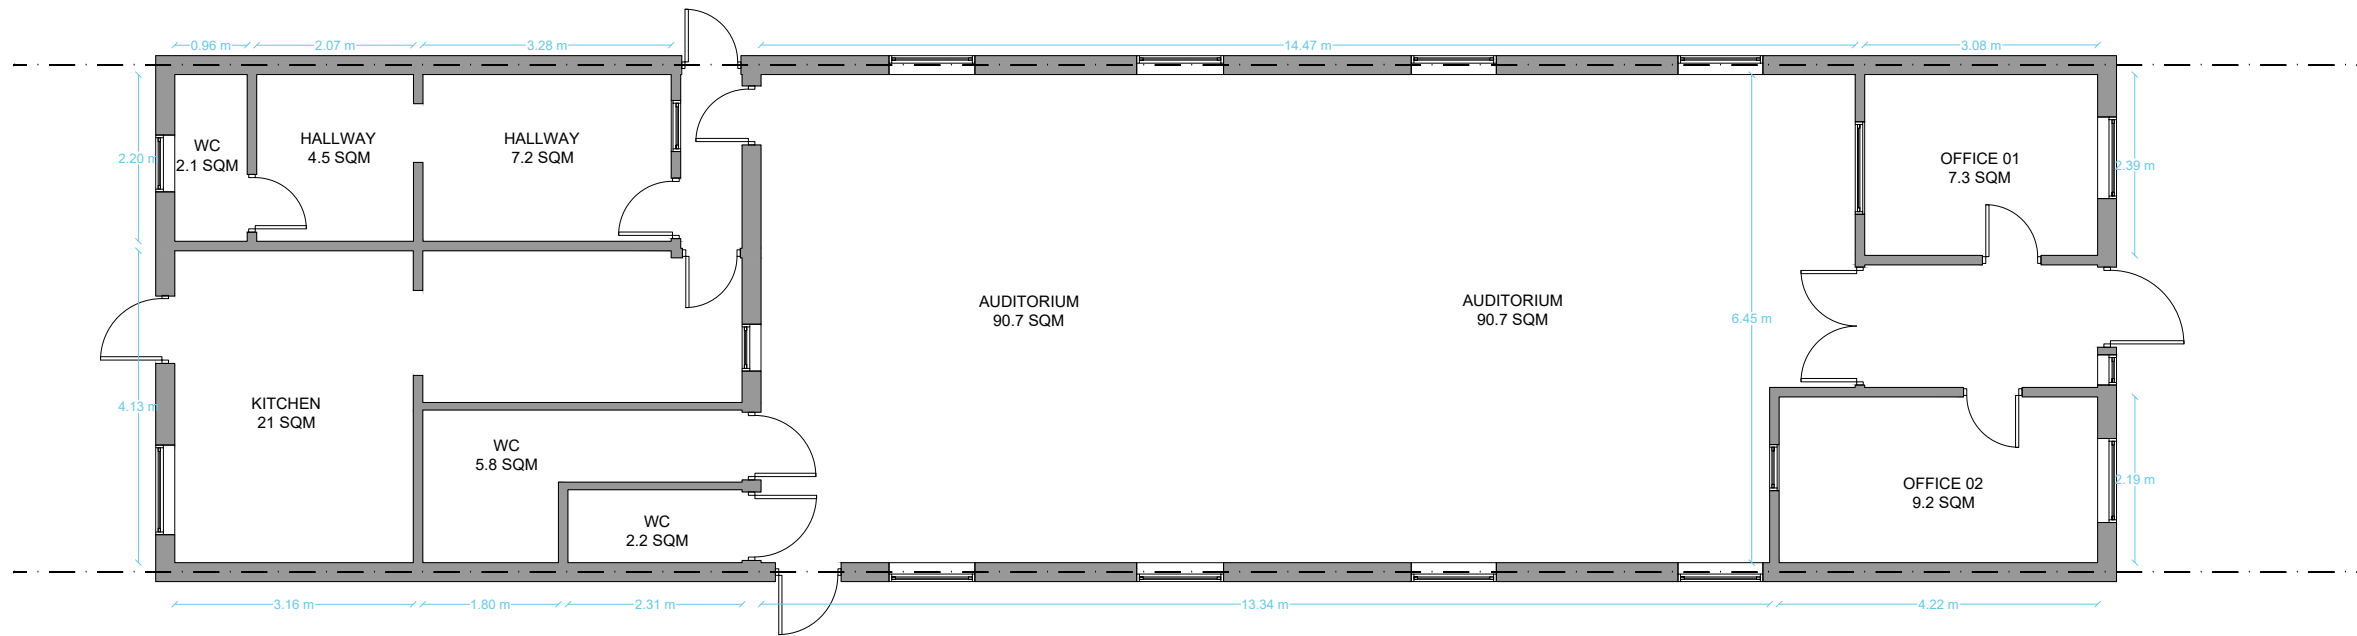 0.96 m
2.07 m
3.28 m
14.47 m
3.08 m
WC
2.1 SQM
HALLWAY
4.5 SQM
HALLWAY
7.2 SQM
2.20 m
OFFICE 01
7.3 SQM
2.39 m
AUDITORIUM
90.7 SQM
AUDITORIUM
90.7 SQM
6.45 m
KITCHEN
21 SQM
4.13 m
WC
5.8 SQM
WC
2.2 SQM
OFFICE 02
9.2 SQM
2.19 m
3.16 m
1.80 m
2.31 m
13.34 m
4.22 m